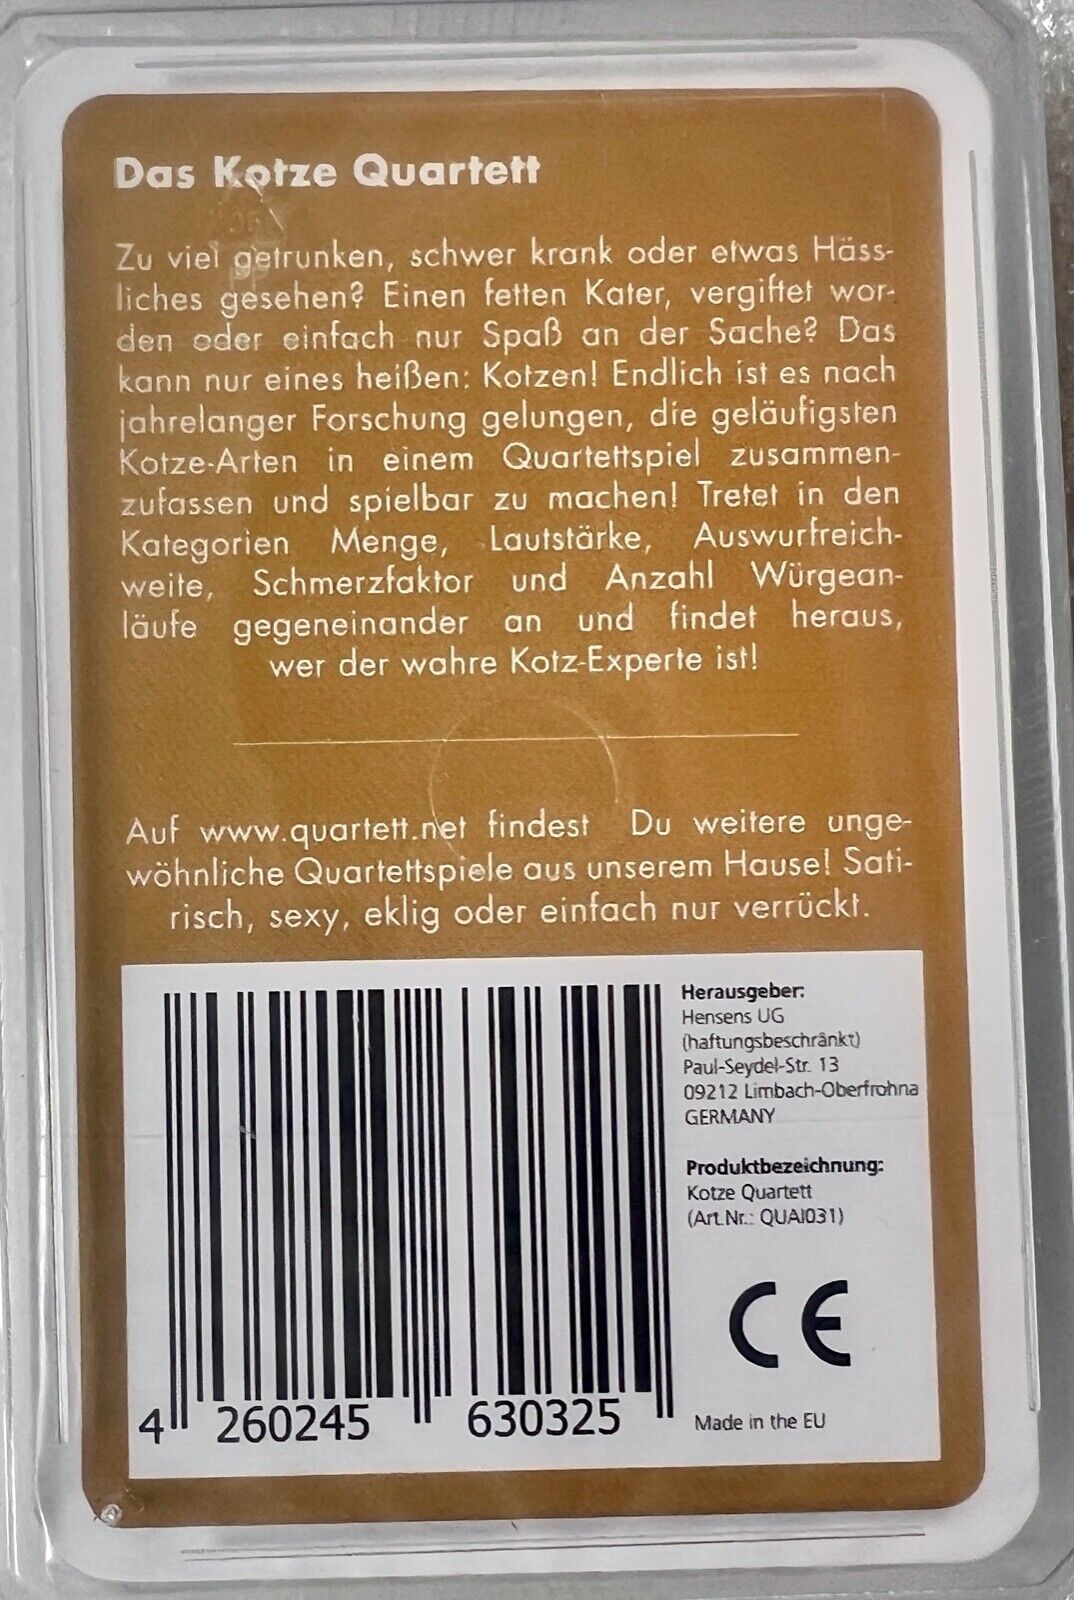 Das Kotze Quartett
Zu viel getrunken, schwer krank oder etwas Häss-
liches gesehen? Einen fetten Kater, vergiftet wor-
den oder einfach nur Spaß an der Sache? Das
kann nur eines heißen: Kotzen! Endlich ist es nach
jahrelanger Forschung gelungen, die geläufigsten
Kotze-Arten in einem Quartettspiel zusammen-
zufassen und spielbar zu machen! Tretet in den
Kategorien Menge, Lautstärke, Auswurfreich-
weite, Schmerzfaktor und Anzahl Würgean-
läufe gegeneinander an und findet heraus,
wer der wahre Kotz-Experte ist!
Auf www.quartett.net findest Du weitere unge-
wöhnliche Quartettspiele aus unserem Hause! Sati-
risch, sexy, eklig oder einfach nur verrückt.
Herausgeber:
Hensens UG
(haftungsbeschränkt)
Paul-Seydel-Str. 13
09212 Limbach-Oberfrohna
GERMANY
Produktbezeichnung:
Kotze Quartett
(Art.Nr.: QUAI031)
CE
Made in the EU
4 260245 630325